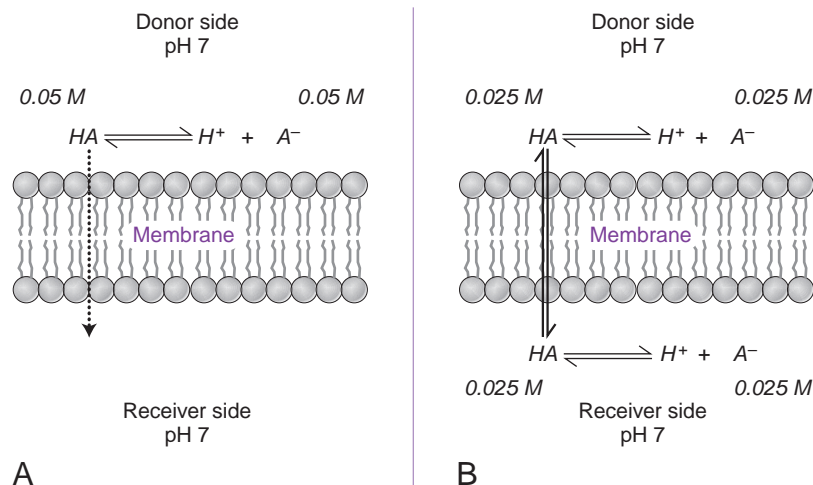 Donor side
pH 7
0.05 M 0.05 M
HA H⁺ + A⁻
Membrane
Receiver side
pH 7
A
Donor side
pH 7
0.025 M 0.025 M
HA H⁺ + A⁻
Membrane
HA H⁺ + A⁻
0.025 M 0.025 M
Receiver side
pH 7
B